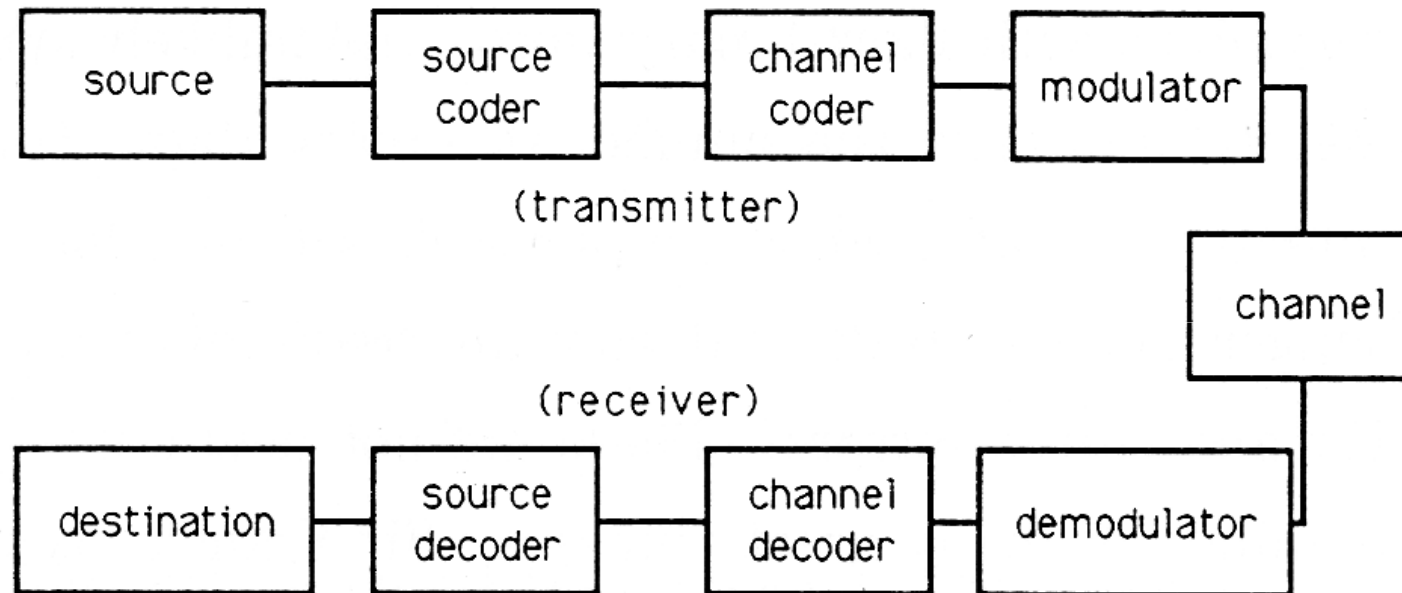 source
source
coder
channel
coder
modulator
(transmitter)
channel
(receiver)
destination
source
decoder
channel
decoder
demodulator